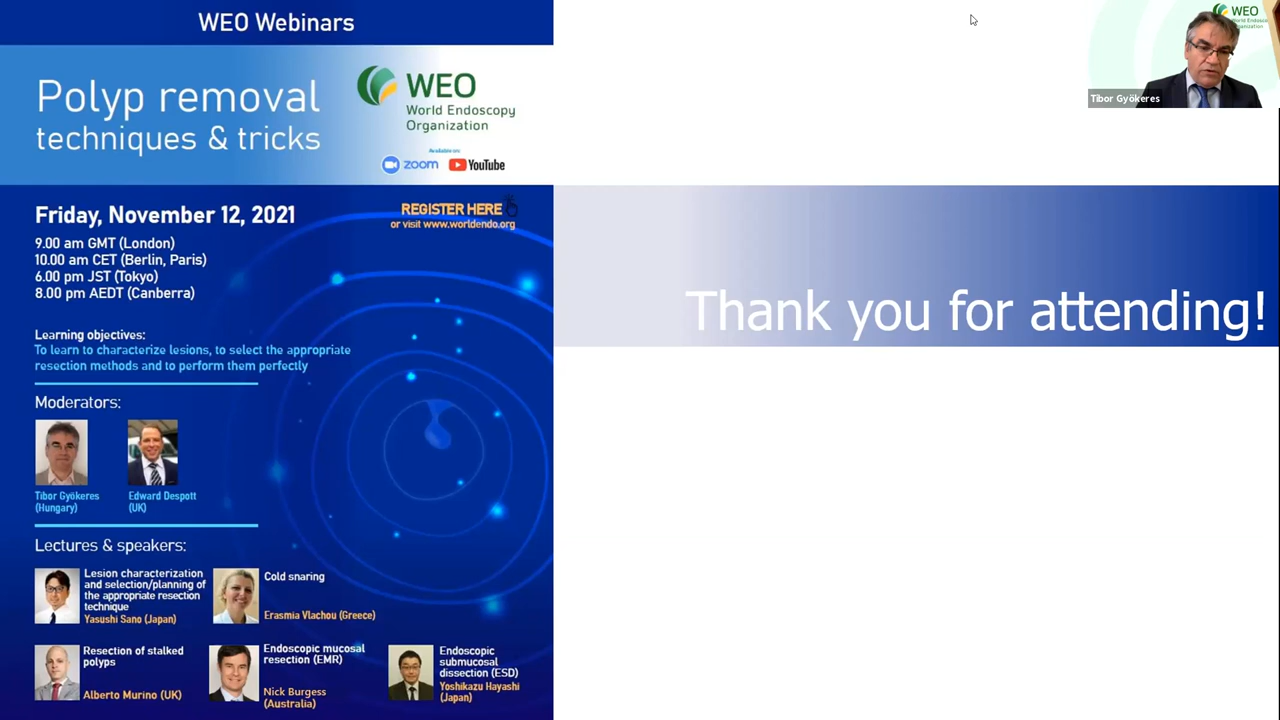 WEO Webinars
Polyp removal
techniques & tricks
WEO
World Endoscopy
Organization
Available on:
zoom
YouTube
Friday, November 12, 2021
REGISTER HERE
or visit www.worldendo.org
9.00 am GMT (London)
10.00 am CET (Berlin, Paris)
6.00 pm JST (Tokyo)
8.00 pm AEDT (Canberra)
Learning objectives:
To learn to characterize lesions, to select the appropriate
resection methods and to perform them perfectly
Moderators:
Tibor Gyökeres
(Hungary)
Edward Despott
(UK)
Lectures & speakers:
Lesion characterization
and selection/planning of
the appropriate resection
technique
Yasushi Sano (Japan)
Cold snaring
Erasmia Vlachou (Greece)
Resection of stalked
polyps
Alberto Murino (UK)
Endoscopic mucosal
resection (EMR)
Nick Burgess
(Australia)
Endoscopic
submucosal
dissection (ESD)
Yoshikazu Hayashi
(Japan)
Thank you for attending!
WEO
Tibor Gyökeres